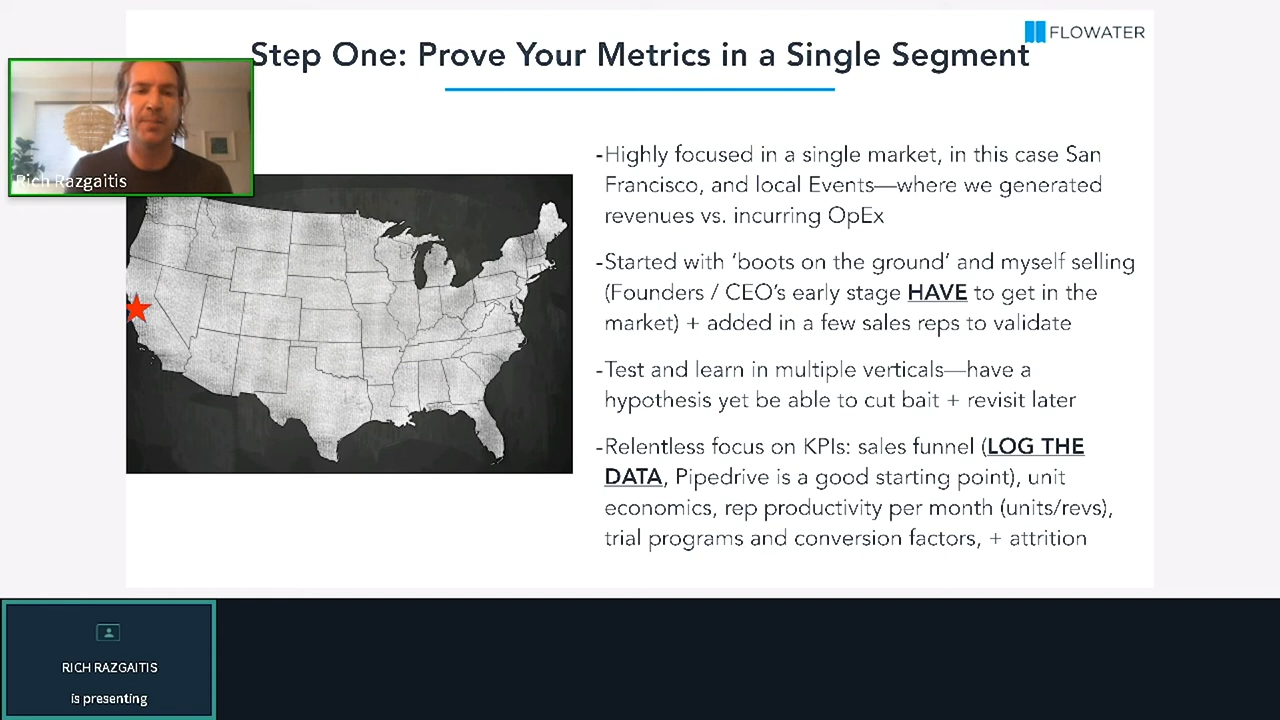 FLOWATER
Step One: Prove Your Metrics in a Single Segment
Rich Razgaitis
-Highly focused in a single market, in this case San
Francisco, and local Events—where we generated
revenues vs. incurring OpEx
-Started with ‘boots on the ground’ and myself selling
(Founders / CEO’s early stage HAVE to get in the
market) + added in a few sales reps to validate
-Test and learn in multiple verticals—have a
hypothesis yet be able to cut bait + revisit later
-Relentless focus on KPIs: sales funnel (LOG THE
DATA, Pipedrive is a good starting point), unit
economics, rep productivity per month (units/revs),
trial programs and conversion factors, + attrition
RICH RAZGAITIS
is presenting